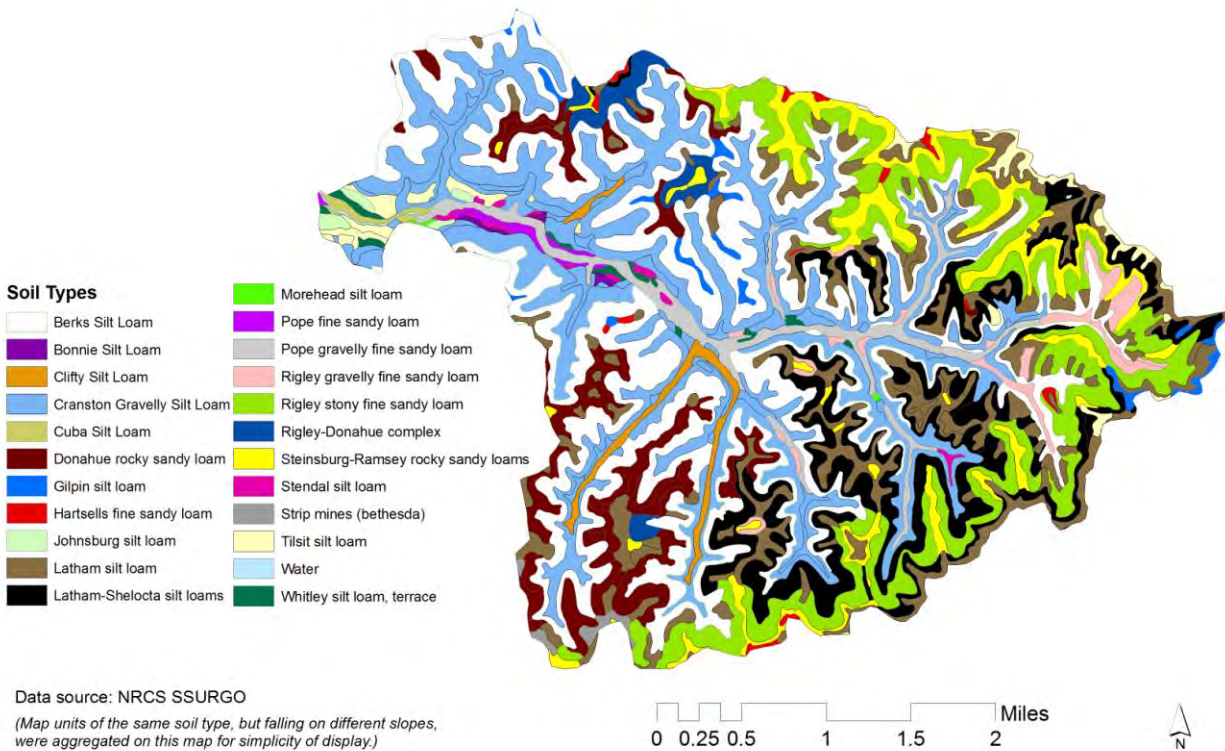 Soil Types
Berks Silt Loam
Bonnie Silt Loam
Clifty Silt Loam
Cranston Gravelly Silt Loam
Cuba Silt Loam
Donahue rocky sandy loam
Gilpin silt loam
Hartsells fine sandy loam
Johnsburg silt loam
Latham silt loam
Latham-Shelocta silt loams
Morehead silt loam
Pope fine sandy loam
Pope gravelly fine sandy loam
Rigley gravelly fine sandy loam
Rigley stony fine sandy loam
Rigley-Donahue complex
Steinsburg-Ramsey rocky sandy loams
Stendal silt loam
Strip mines (bethesda)
Tilsit silt loam
Water
Whitley silt loam, terrace
Data source: NRCS SSURGO
(Map units of the same soil type, but falling on different slopes,
were aggregated on this map for simplicity of display.)
Miles
0 0.25 0.5 1 1.5 2
N